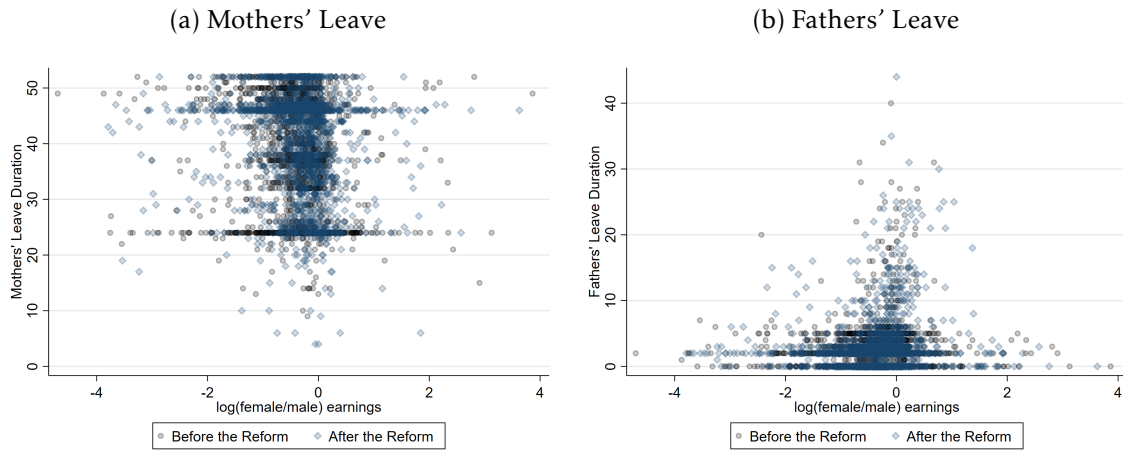 (a) Mothers' Leave
Mothers' Leave Duration
50
40
30
20
10
0
-4 -2 0 2 4
log(female/male) earnings
Before the Reform After the Reform
(b) Fathers' Leave
Fathers' Leave Duration
40
30
20
10
0
-4 -2 0 2 4
log(female/male) earnings
Before the Reform After the Reform